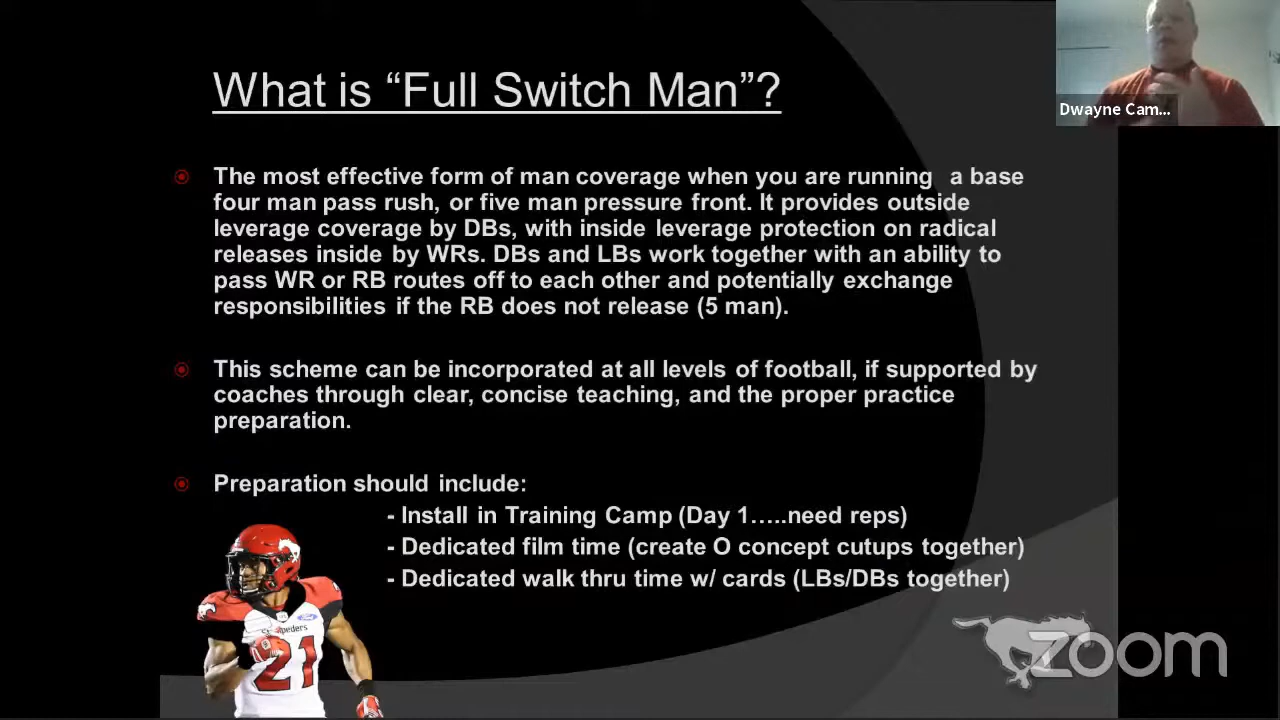 What is “Full Switch Man”?
Dwayne Cam...
The most effective form of man coverage when you are running a base
four man pass rush, or five man pressure front. It provides outside
leverage coverage by DBs, with inside leverage protection on radical
releases inside by WRs. DBs and LBs work together with an ability to
pass WR or RB routes off to each other and potentially exchange
responsibilities if the RB does not release (5 man).
This scheme can be incorporated at all levels of football, if supported by
coaches through clear, concise teaching, and the proper practice
preparation.
Preparation should include:
- Install in Training Camp (Day 1…..need reps)
- Dedicated film time (create O concept cutups together)
- Dedicated walk thru time w/ cards (LBs/DBs together)
21
zoom